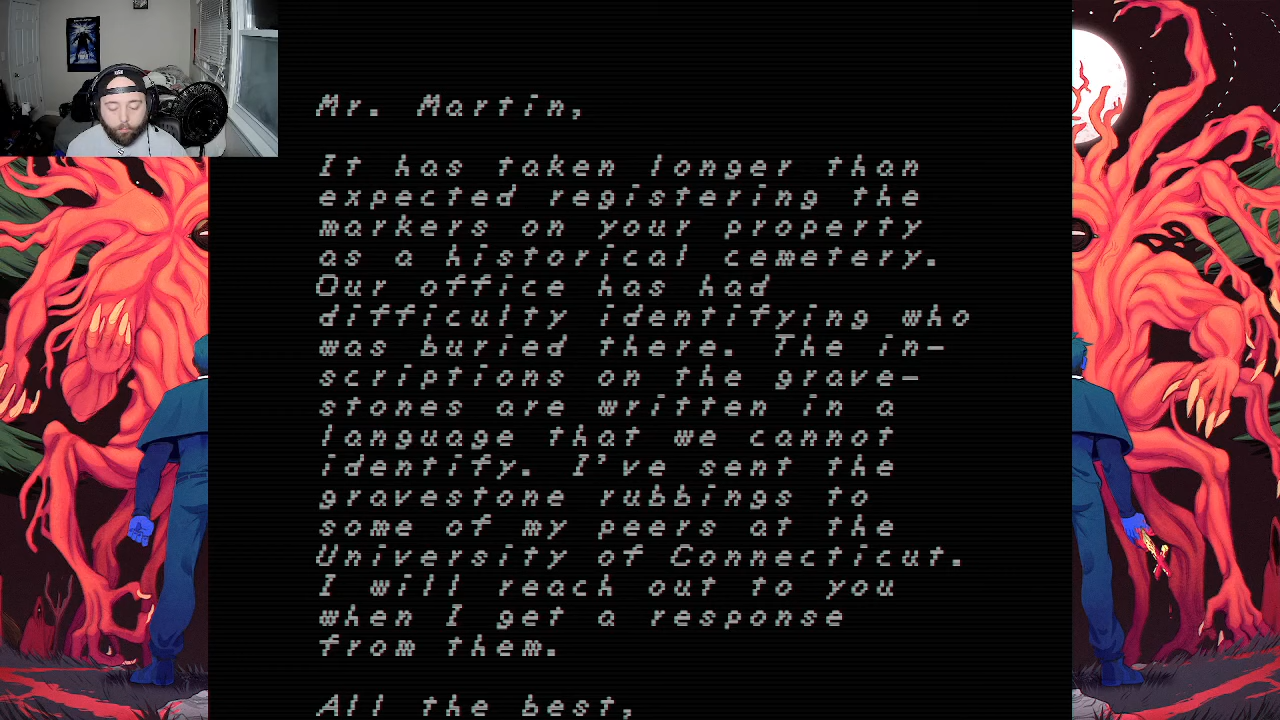 Mr. Martin,
It has taken longer than
expected registering the
markers on your property
as a historical cemetery.
Our office has had
difficulty identifying who
was buried there. The in-
scriptions on the grave-
stones are written in a
language that we cannot
identify. I've sent the
gravestone rubbings to
some of my peers at the
University of Connecticut.
I will reach out to you
when I get a response
from them.
All the best,